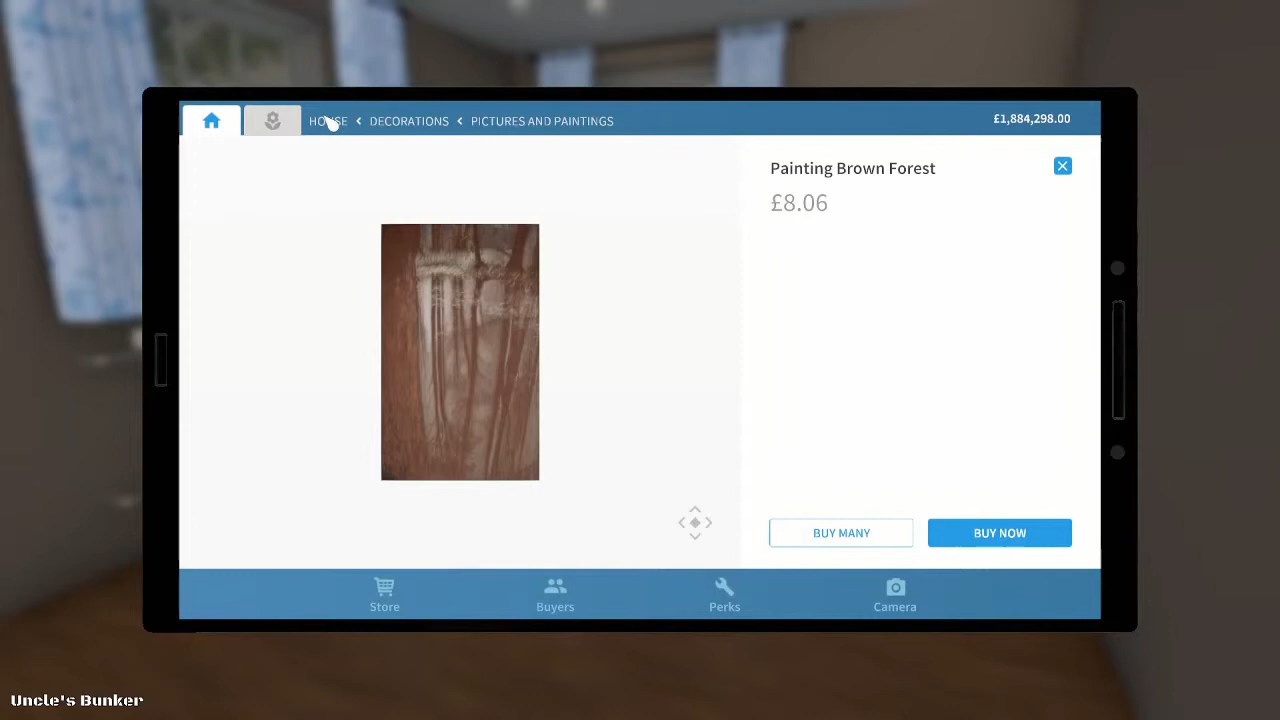 HOUSE < DECORATIONS < PICTURES AND PAINTINGS
£1,884,298.00
Painting Brown Forest
£8.06
BUY MANY
BUY NOW
Store
Buyers
Perks
Camera
Uncle's Bunker